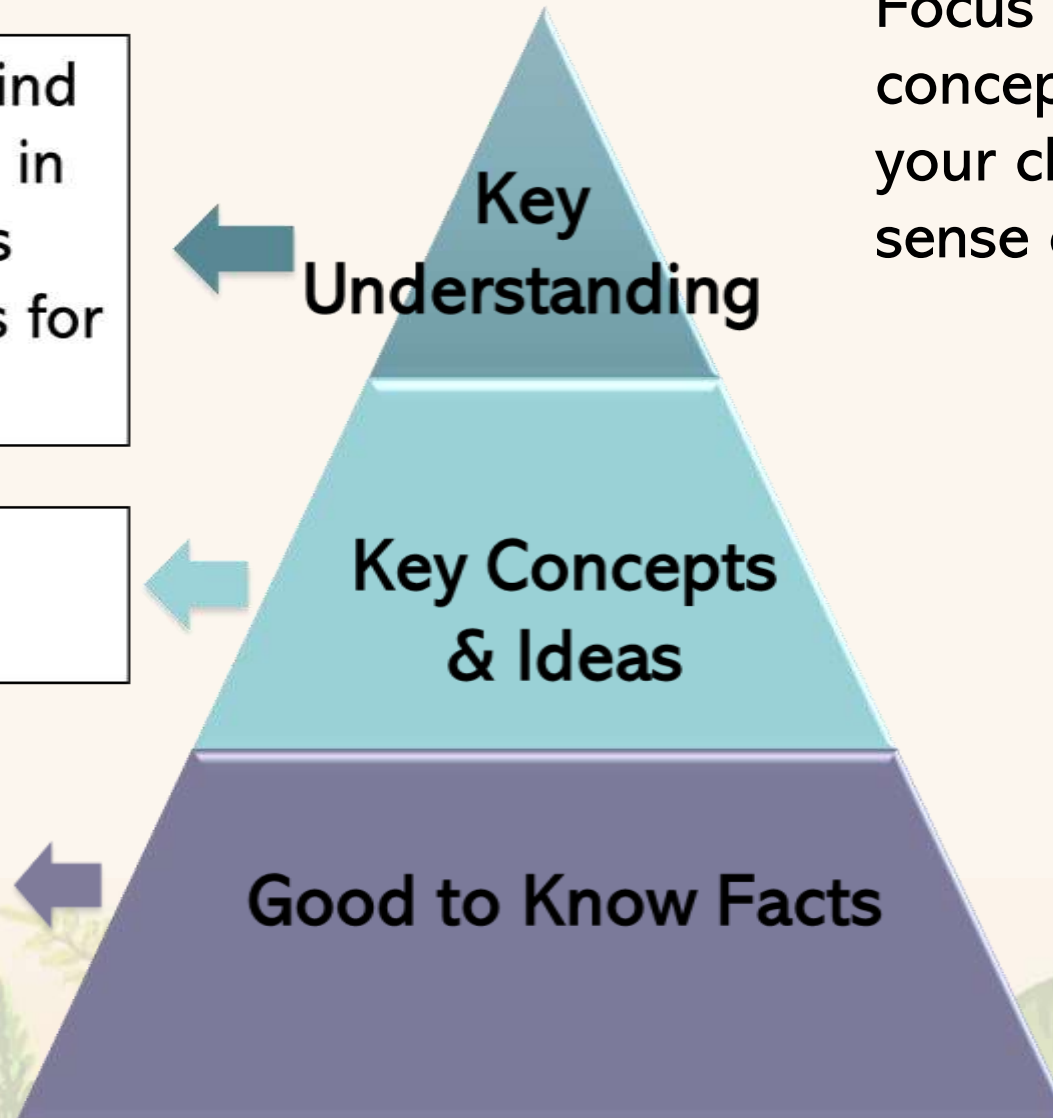 ind
in
s
s for
Key
Understanding
Key Concepts
& Ideas
Good to Know Facts
Focus
concep
your cl
sense